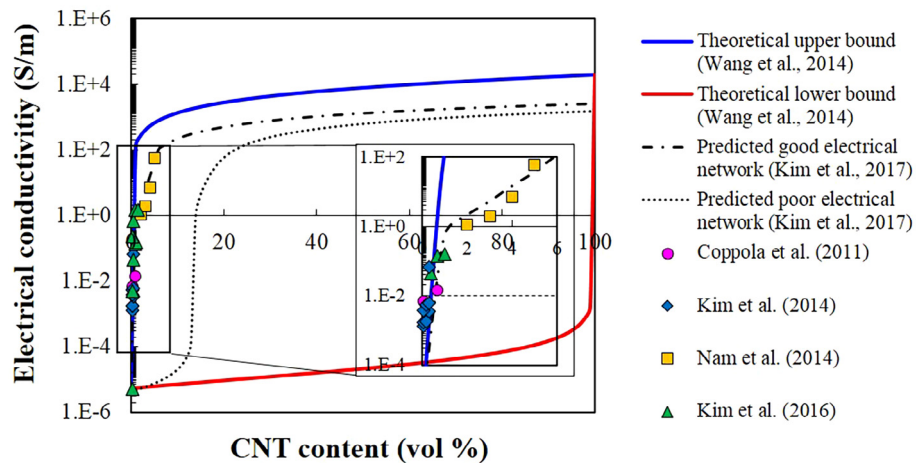 1.E+6
1.E+4
1.E+2
1.E+0
1.E-2
1.E-4
1.E-6
Electrical conductivitiy (S/m)
20
40
60
80
100
CNT content (vol %)
1.E+2
1.E+0
1.E-2
1.E-4
2
4
6
Theoretical upper bound
(Wang et al., 2014)
Theoretical lower bound
(Wang et al., 2014)
Predicted good electrical
network (Kim et al., 2017)
Predicted poor electrical
network (Kim et al., 2017)
Coppola et al. (2011)
Kim et al. (2014)
Nam et al. (2014)
Kim et al. (2016)